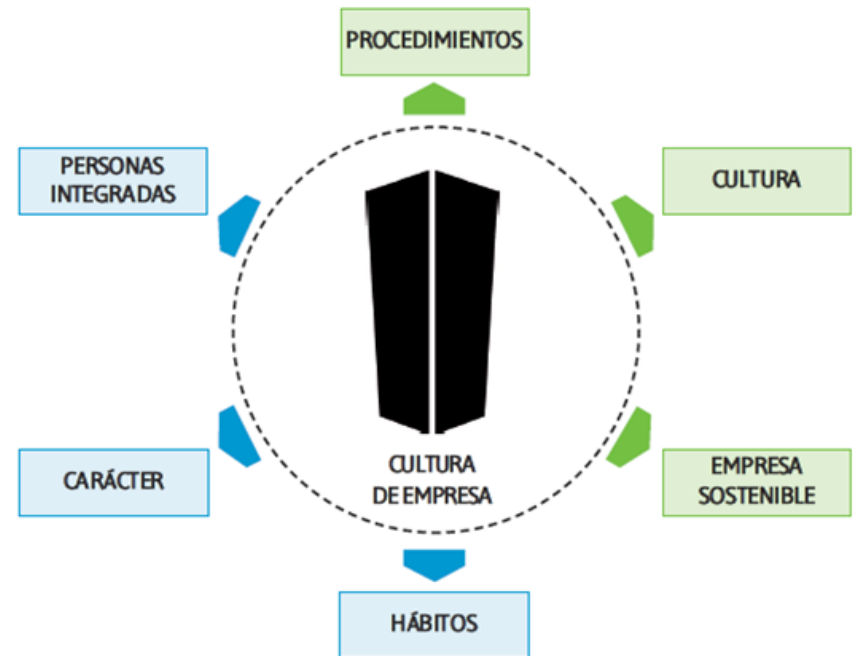 PROCEDIMIENTOS
PERSONAS
INTEGRADAS
CULTURA
CARÁCTER
CULTURA
DE EMPRESA
EMPRESA
SOSTENIBLE
HÁBITOS